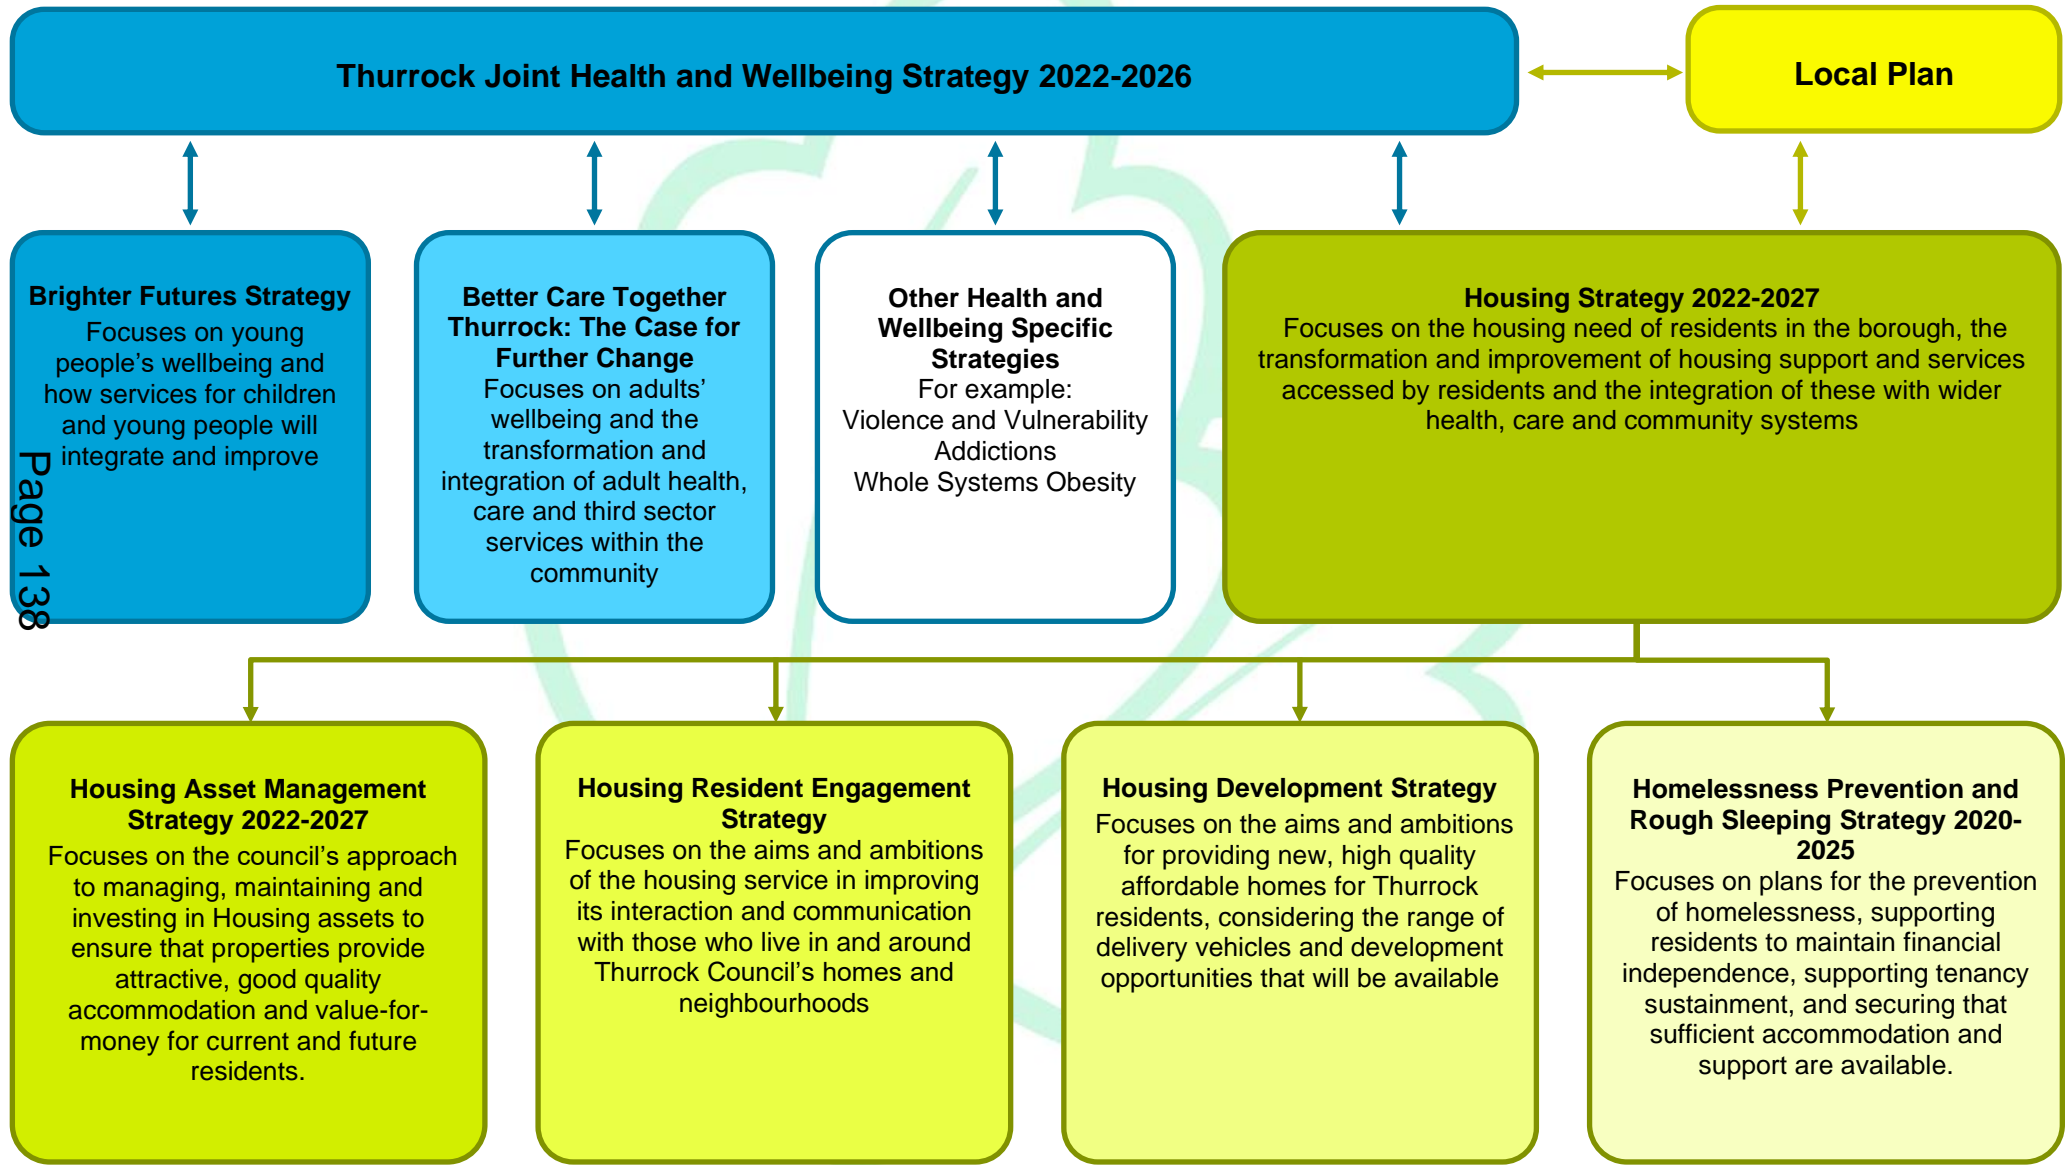 Thurrock Joint Health and Wellbeing Strategy 2022-2026
Local Plan
Brighter Futures Strategy
Focuses on young
people’s wellbeing and
how services for children
and young people will
integrate and improve
Better Care Together
Thurrock: The Case for
Further Change
Focuses on adults’
wellbeing and the
transformation and
integration of adult health,
care and third sector
services within the
community
Other Health and
Wellbeing Specific
Strategies
For example:
Violence and Vulnerability
Addictions
Whole Systems Obesity
Housing Strategy 2022-2027
Focuses on the housing need of residents in the borough, the
transformation and improvement of housing support and services
accessed by residents and the integration of these with wider
health, care and community systems
Page 138
Housing Asset Management
Strategy 2022-2027
Focuses on the council’s approach
to managing, maintaining and
investing in Housing assets to
ensure that properties provide
attractive, good quality
accommodation and value-for-
money for current and future
residents.
Housing Resident Engagement
Strategy
Focuses on the aims and ambitions
of the housing service in improving
its interaction and communication
with those who live in and around
Thurrock Council’s homes and
neighbourhoods
Housing Development Strategy
Focuses on the aims and ambitions
for providing new, high quality
affordable homes for Thurrock
residents, considering the range of
delivery vehicles and development
opportunities that will be available
Homelessness Prevention and
Rough Sleeping Strategy 2020-
2025
Focuses on plans for the prevention
of homelessness, supporting
residents to maintain financial
independence, supporting tenancy
sustainment, and securing that
sufficient accommodation and
support are available.